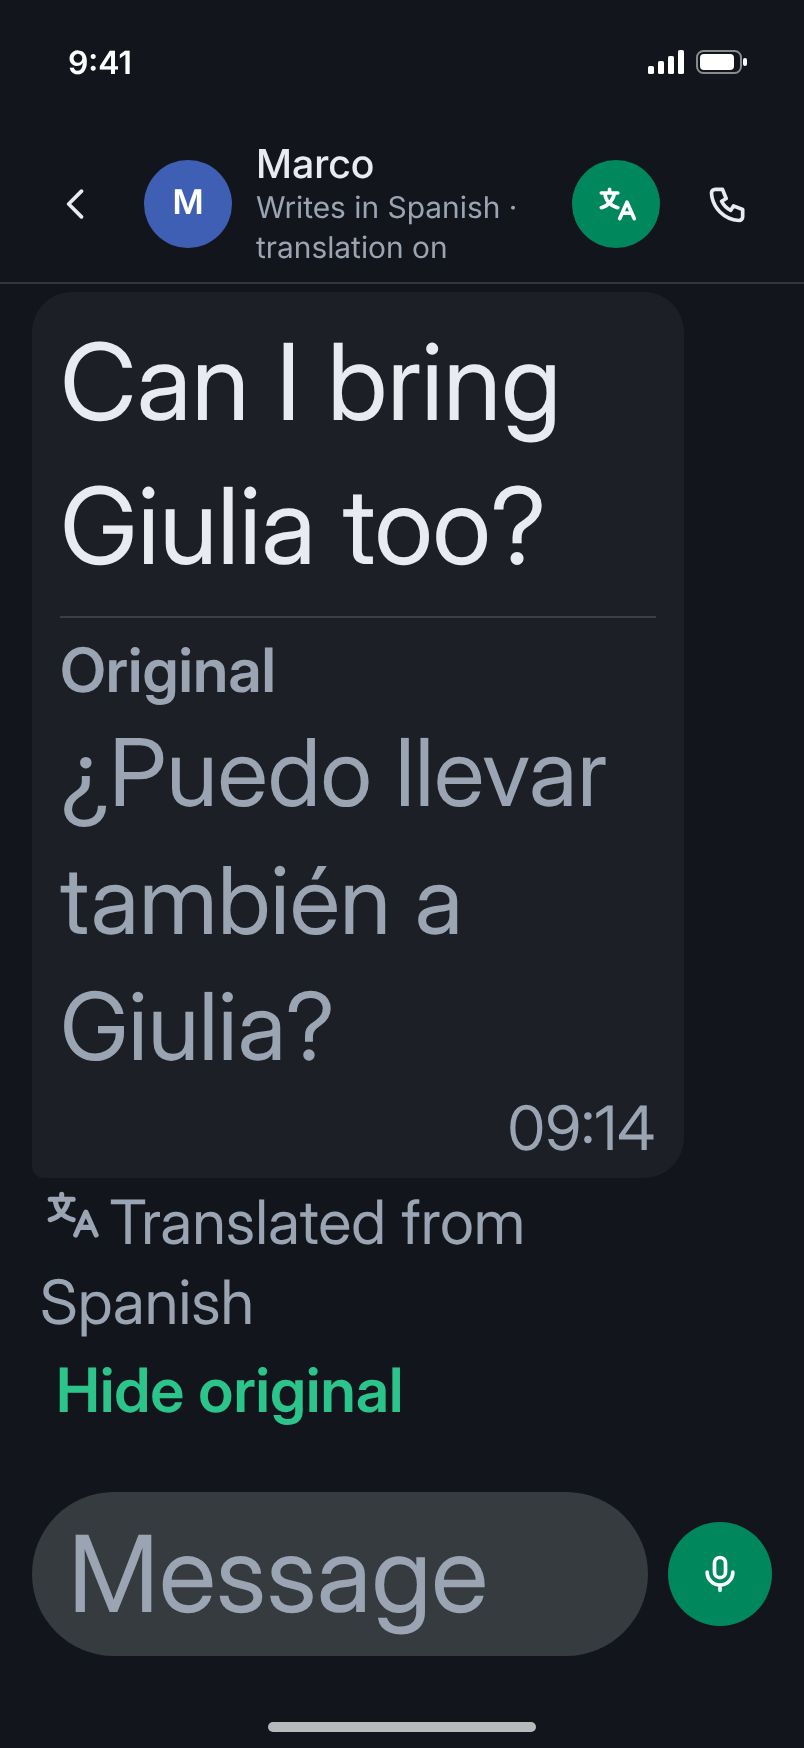 9:41
M
Marco
Writes in Spanish ·
translation on
Can I bring
Giulia too?
Original
¿Puedo llevar
también a
Giulia?
09:14
Translated from
Spanish
Hide original
Message